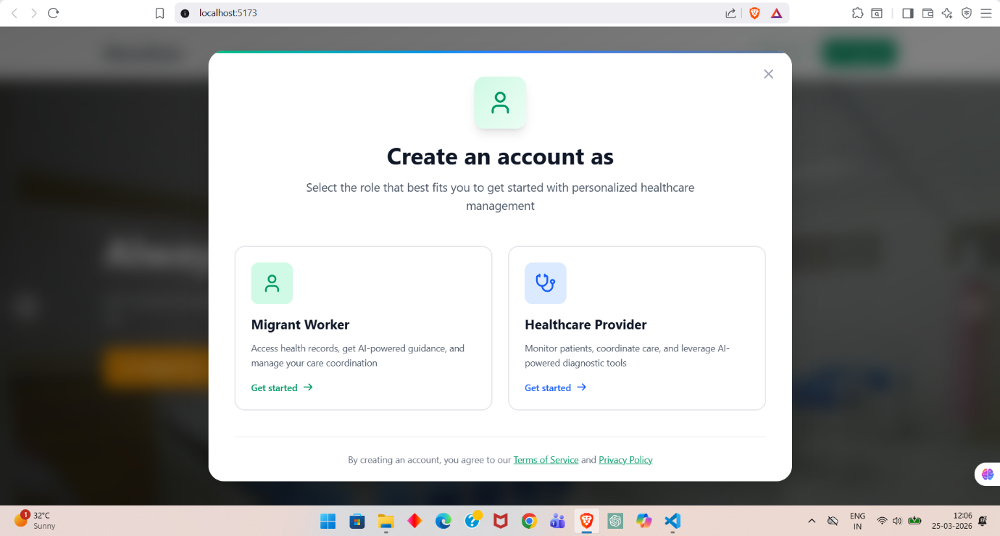 localhost:5173
Create an account as
Select the role that best fits you to get started with personalized healthcare
management
Migrant Worker
Access health records, get AI-powered guidance, and
manage your care coordination
Get started
Healthcare Provider
Monitor patients, coordinate care, and leverage AI-
powered diagnostic tools
Get started
By creating an account, you agree to our Terms of Service and Privacy Policy
1
32°C
Sunny
ENG
IN
12:06
25-03-2026